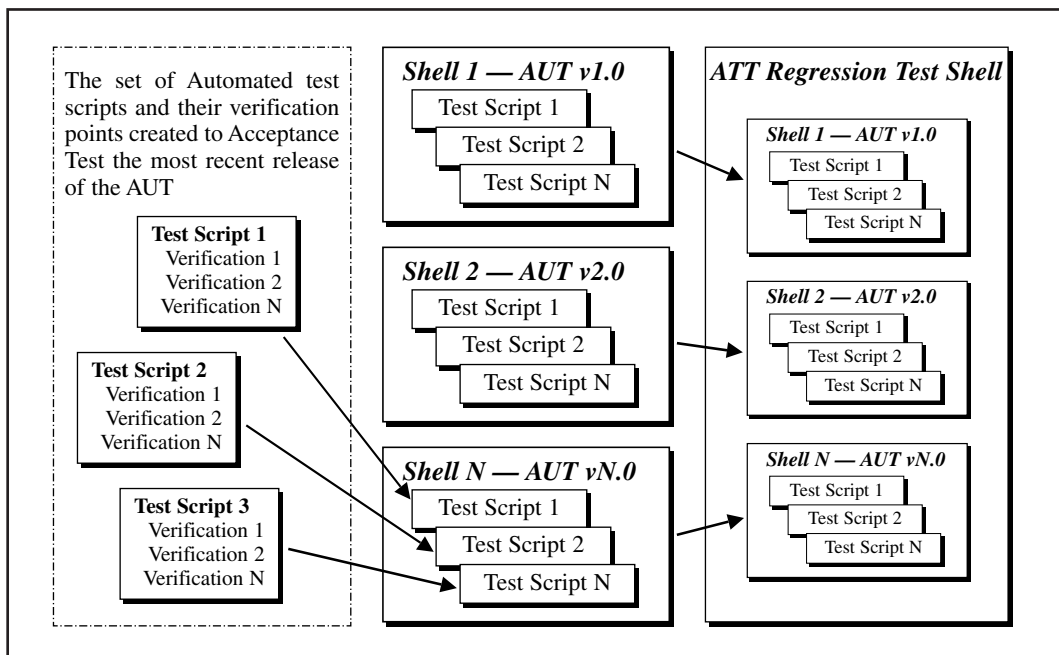 The set of Automated test
scripts and their verification
points created to Acceptance
Test the most recent release
of the AUT
Test Script 1
Verification 1
Verification 2
Verification N
Test Script 2
Verification 1
Verification 2
Verification N
Test Script 3
Verification 1
Verification 2
Verification N
Shell 1 — AUT v1.0
Test Script 1
Test Script 2
Test Script N
Shell 2 — AUT v2.0
Test Script 1
Test Script 2
Test Script N
Shell N — AUT vN.0
Test Script 1
Test Script 2
Test Script N
ATT Regression Test Shell
Shell 1 — AUT v1.0
Test Script 1
Test Script 2
Test Script N
Shell 2 — AUT v2.0
Test Script 1
Test Script 2
Test Script N
Shell N — AUT vN.0
Test Script 1
Test Script 2
Test Script N